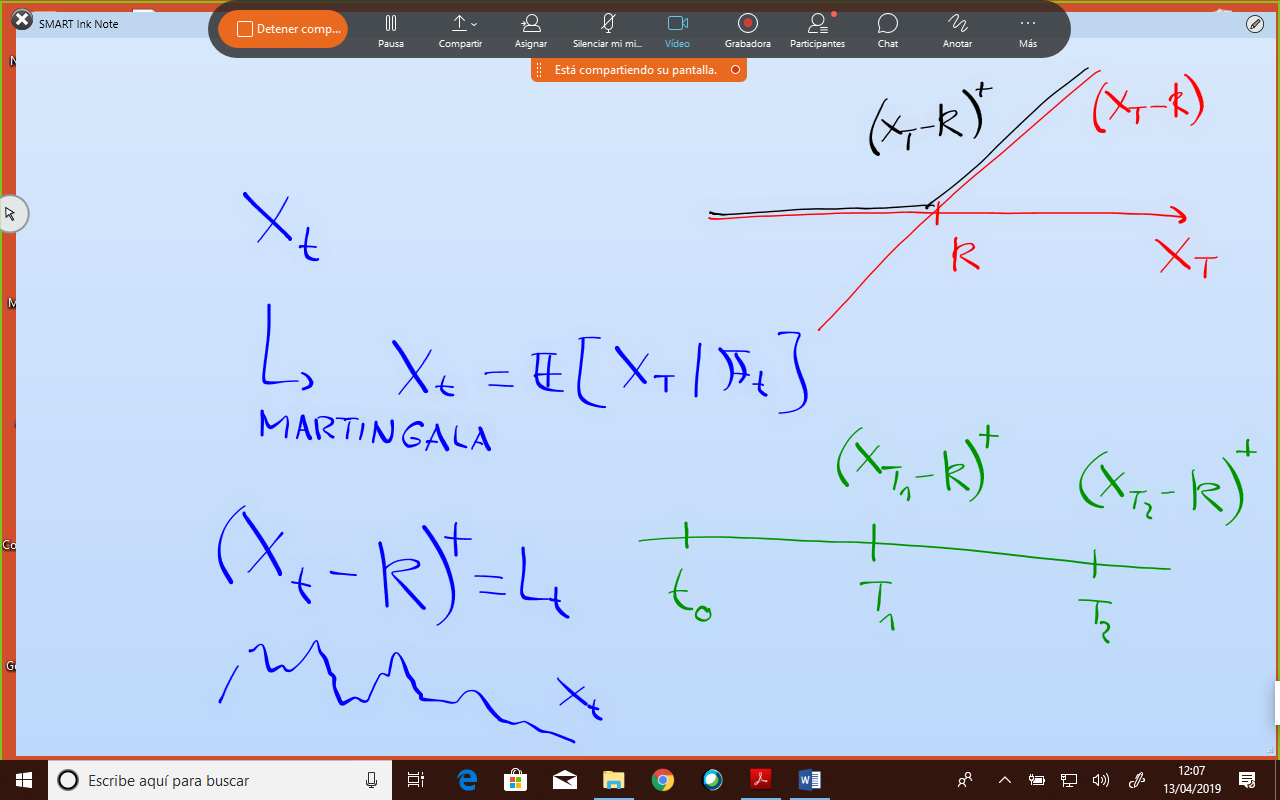 SMART Ink Note
Detener comp...
Pausa
Compartir
Asignar
Silenciar mi mi...
Vídeo
Grabadora
Participantes
Chat
Anotar
Más
Está compartiendo su pantalla.
(X_T - K)^+
(X_T - K)
K
X_T
X_t
X_t = E[X_T | F_t]
MARTINGALA
(X_{T_1} - K)^+
(X_{T_2} - K)^+
t_0
T_1
T_2
(X_t - K)^+ = L_t
X_t
Escribe aquí para buscar
12:07
13/04/2019